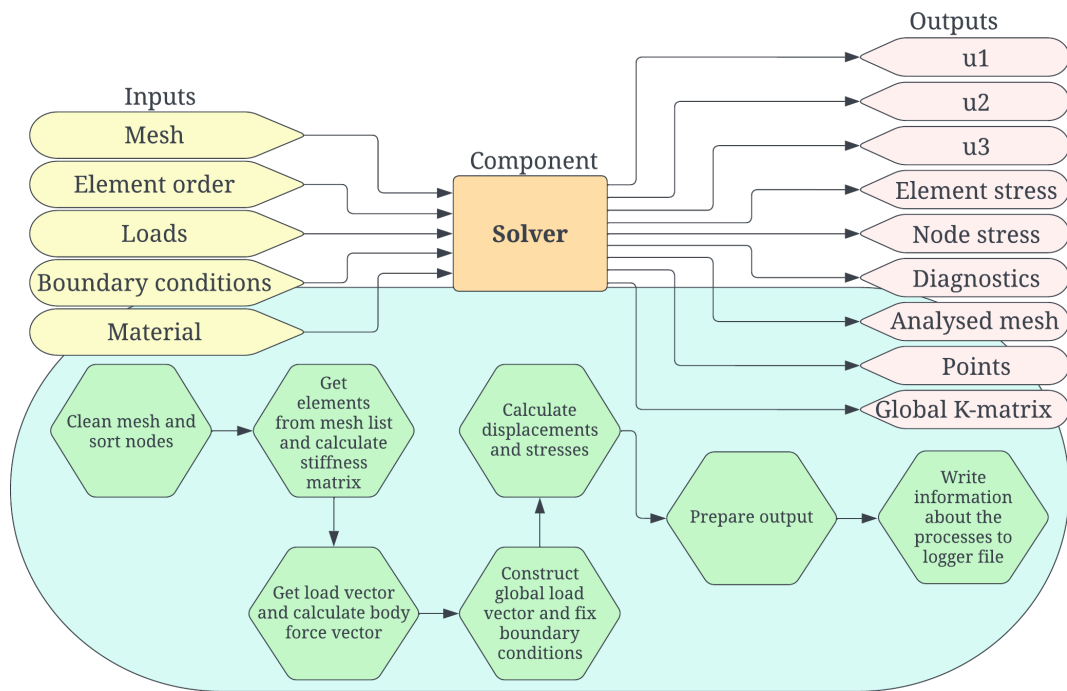 Inputs
Mesh
Element order
Loads
Boundary conditions
Material
Component
Solver
Outputs
u1
u2
u3
Element stress
Node stress
Diagnostics
Analysed mesh
Points
Global K-matrix
Clean mesh and
sort nodes
Get
elements
from mesh list
and calculate
stiffness
matrix
Get load vector
and calculate body
force vector
Construct
global load
vector and fix
boundary
conditions
Calculate
displacements
and stresses
Prepare output
Write
information
about the
processes to
logger file